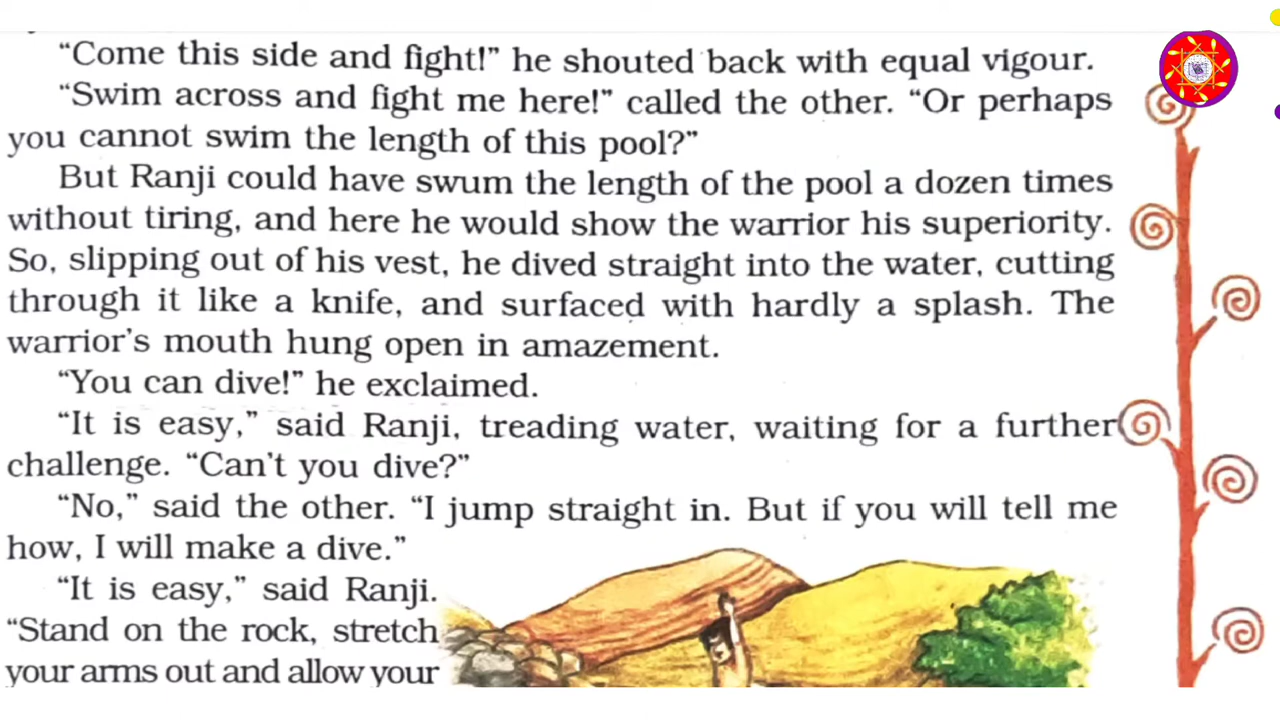 “Come this side and fight!” he shouted back with equal vigour.
“Swim across and fight me here!” called the other. “Or perhaps
you cannot swim the length of this pool?”
But Ranji could have swum the length of the pool a dozen times
without tiring, and here he would show the warrior his superiority.
So, slipping out of his vest, he dived straight into the water, cutting
through it like a knife, and surfaced with hardly a splash. The
warrior’s mouth hung open in amazement.
“You can dive!” he exclaimed.
“It is easy,” said Ranji, treading water, waiting for a further
challenge. “Can’t you dive?”
“No,” said the other. “I jump straight in. But if you will tell me
how, I will make a dive.”
“It is easy,” said Ranji.
“Stand on the rock, stretch
your arms out and allow your